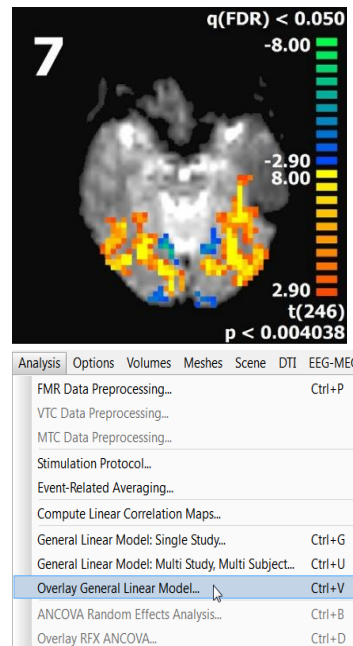 q(FDR) < 0.050
7
-8.00
-2.90
8.00
2.90
t(246)
p < 0.004038
Analysis Options Volumes Meshes Scene DTI EEG-MEG
FMR Data Preprocessing... Ctrl+P
VTC Data Preprocessing...
MTC Data Preprocessing...
Stimulation Protocol...
Event-Related Averaging...
Compute Linear Correlation Maps...
General Linear Model: Single Study... Ctrl+G
General Linear Model: Multi Study, Multi Subject... Ctrl+U
Overlay General Linear Model... Ctrl+V
ANCOVA Random Effects Analysis... Ctrl+B
Overlay RFX ANCOVA... Ctrl+D